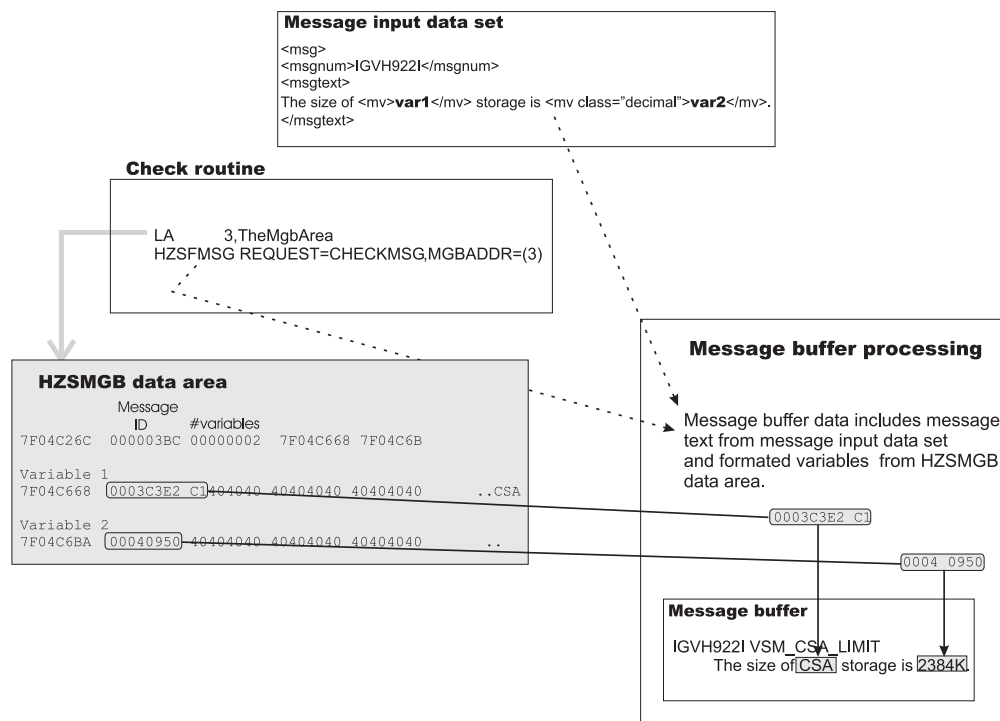 Message input data set
<msg>
<msgnum>IGVH922I</msgnum>
<msgtext>
The size of <mv>var1</mv> storage is <mv class="decimal">var2</mv>.
</msgtext>
Check routine
LA 3,TheMgbArea
HZSFMSG REQUEST=CHECKMSG,MGBADDR=(3)
HZSMGB data area
Message
ID #variables
7F04C26C 000003BC 00000002 7F04C668 7F04C6B
Variable 1
7F04C668 0003C3E2 C1404040 40404040 40404040 ..CSA
Variable 2
7F04C6BA 00040950 40404040 40404040 40404040 ..
Message buffer processing
Message buffer data includes message
text from message input data set
and formated variables from HZSMGB
data area.
0003C3E2 C1
0004 0950
Message buffer
IGVH922I VSM_CSA_LIMIT
The size of CSA storage is 2384K.